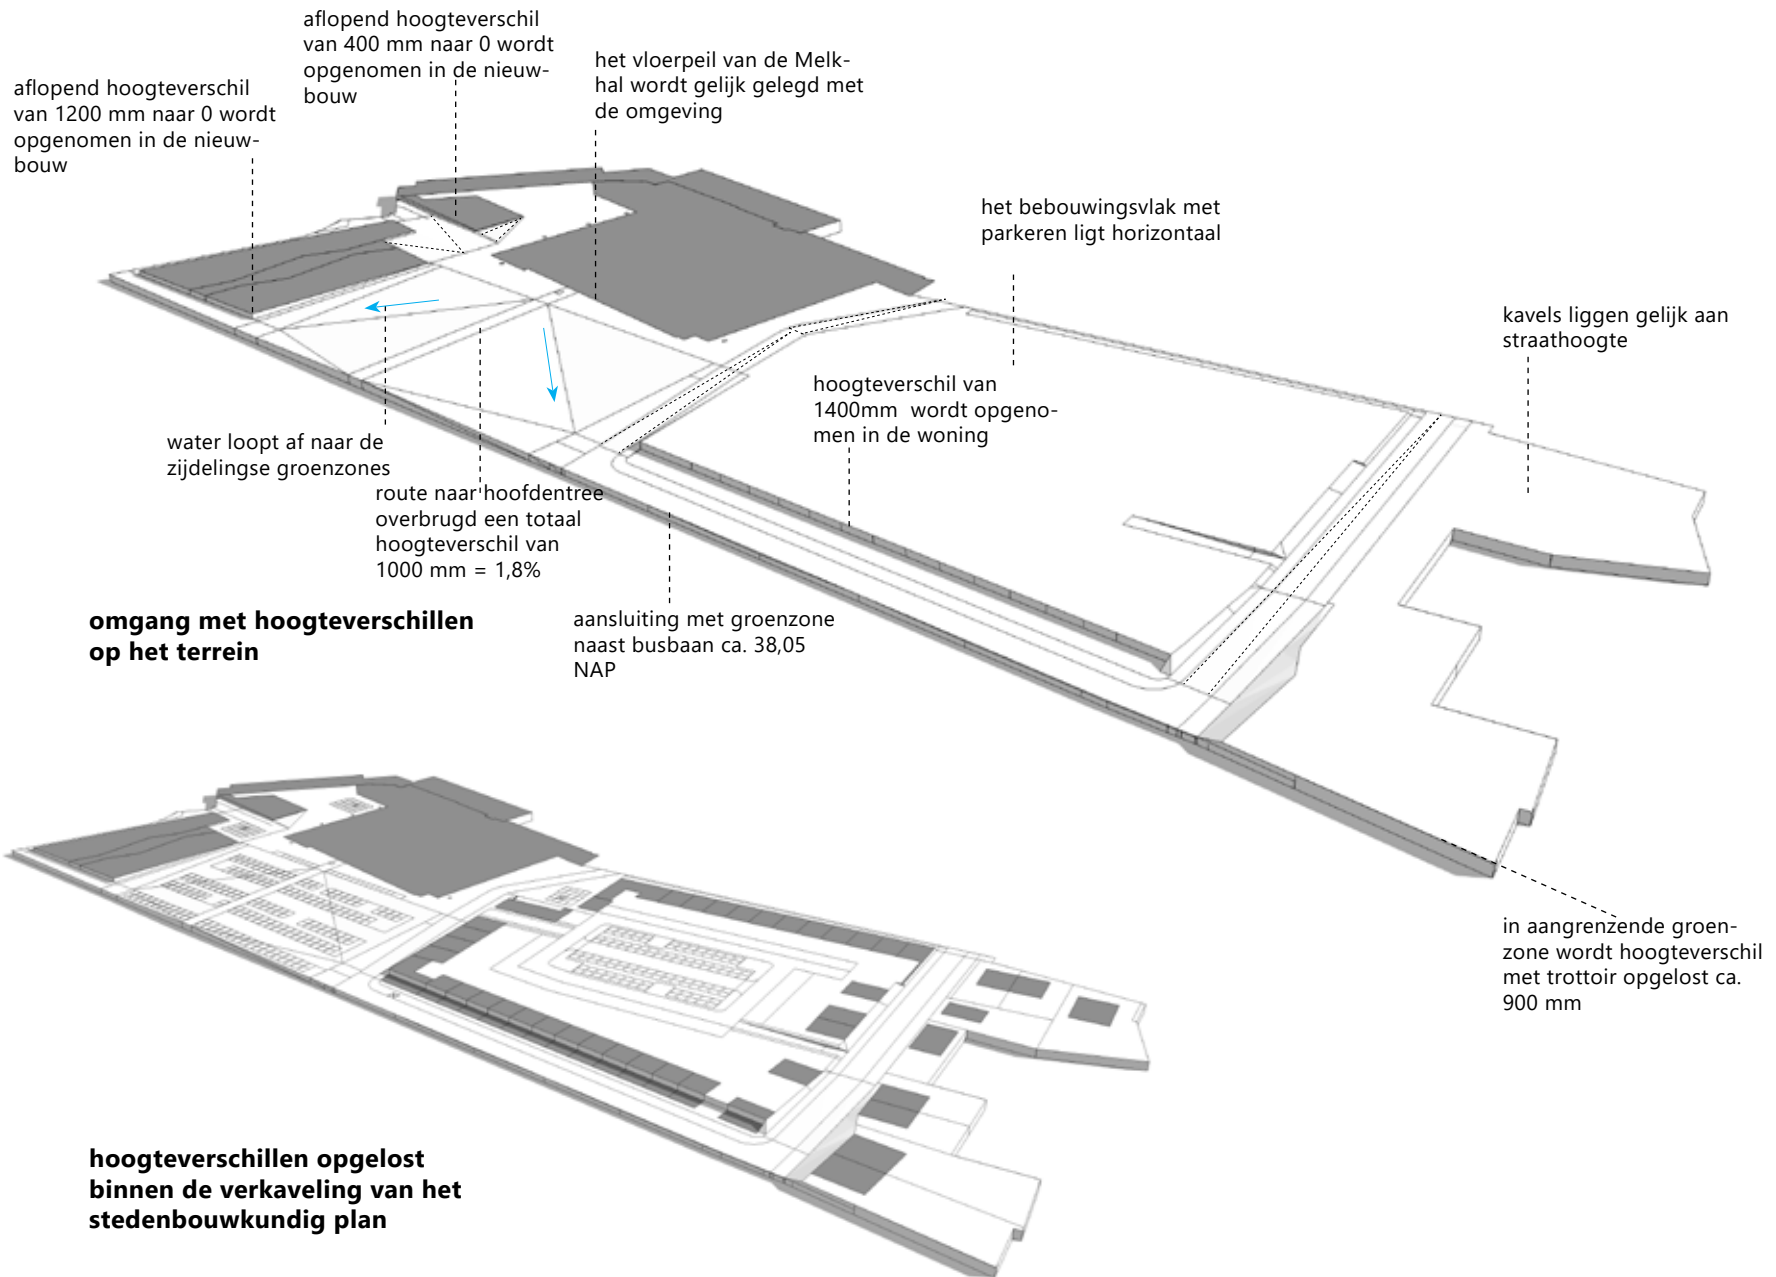 aflopend hoogteverschil
van 400 mm naar 0 wordt
opgenomen in de nieuw-
bouw
aflopend hoogteverschil
van 1200 mm naar 0 wordt
opgenomen in de nieuw-
bouw
het vloerpeil van de Melk-
hal wordt gelijk gelegd met
de omgeving
het bebouwingsvlak met
parkeren ligt horizontaal
kavels liggen gelijk aan
straathoogte
hoogteverschil van
1400mm wordt opgeno-
men in de woning
water loopt af naar de
zijdelingse groenzones
route naar hoofdentree
overbrugd een totaal
hoogteverschil van
1000 mm = 1,8%
aansluiting met groenzone
naast busbaan ca. 38,05
NAP
omgang met hoogteverschillen
op het terrein
in aangrenzende groen-
zone wordt hoogteverschil
met trottoir opgelost ca.
900 mm
hoogteverschillen opgelost
binnen de verkaveling van het
stedenbouwkundig plan